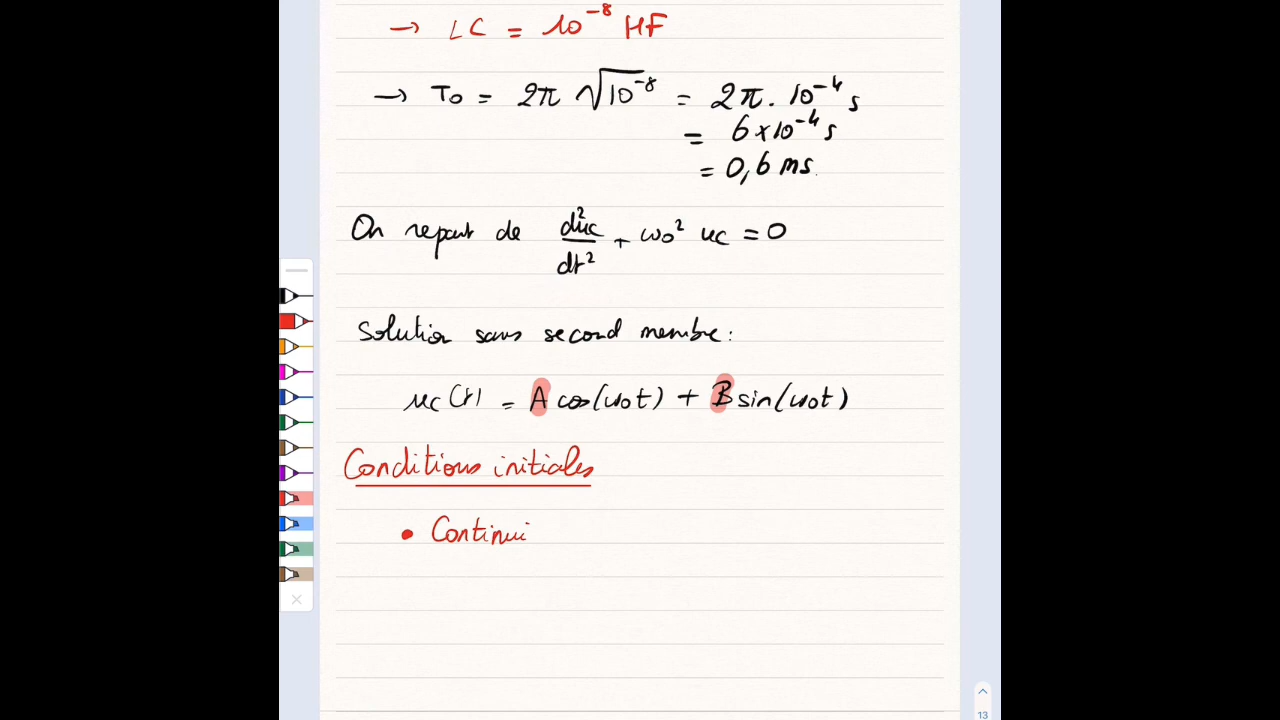 → LC = 10⁻⁸ HF
→ T0 = 2π √10⁻⁸ = 2π. 10⁻⁴ s
= 6 × 10⁻⁴ s
= 0,6 ms.
On repart de d²uc/dt² + ω0² uc = 0
Solution sans second membre :
uc(t) = A cos(ω0t) + B sin(ω0t)
Conditions initiales
• Continui
13